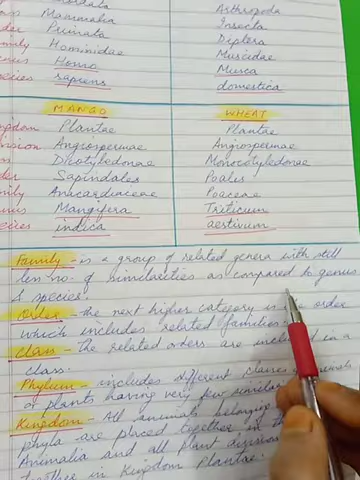 Mammalia
Primata
Hominidae
Homo
sapiens
Arthropoda
Insecta
Diptera
Muscidae
Musca
domestica
MANGO
Plantae
Angiospermae
Dicotyledonae
Sapindales
Anacardiaceae
Mangifera
indica
WHEAT
Plantae
Angiospermae
Monocotyledonae
Poales
Poaceae
Triticum
aestivum
Family - is a group of related genera with still
less no. of similarities as compared to genus
& species.
Order - the next higher category is the order
which includes related families.
Class - The related orders are included in a
class.
Phylum - includes different classes
or plants having very few
Kingdom - All animals belonging
phyla are placed together in
Animalia and all plant
together in Kingdom Plantae.